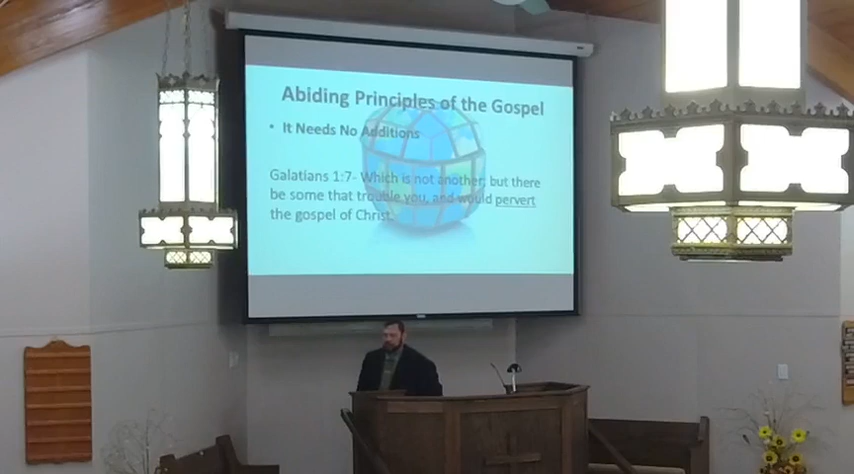 Abiding Principles of the Gospel
• It Needs No Additions
Galatians 1:7- Which is not another; but there
be some that trouble you, and would pervert
the gospel of Christ.